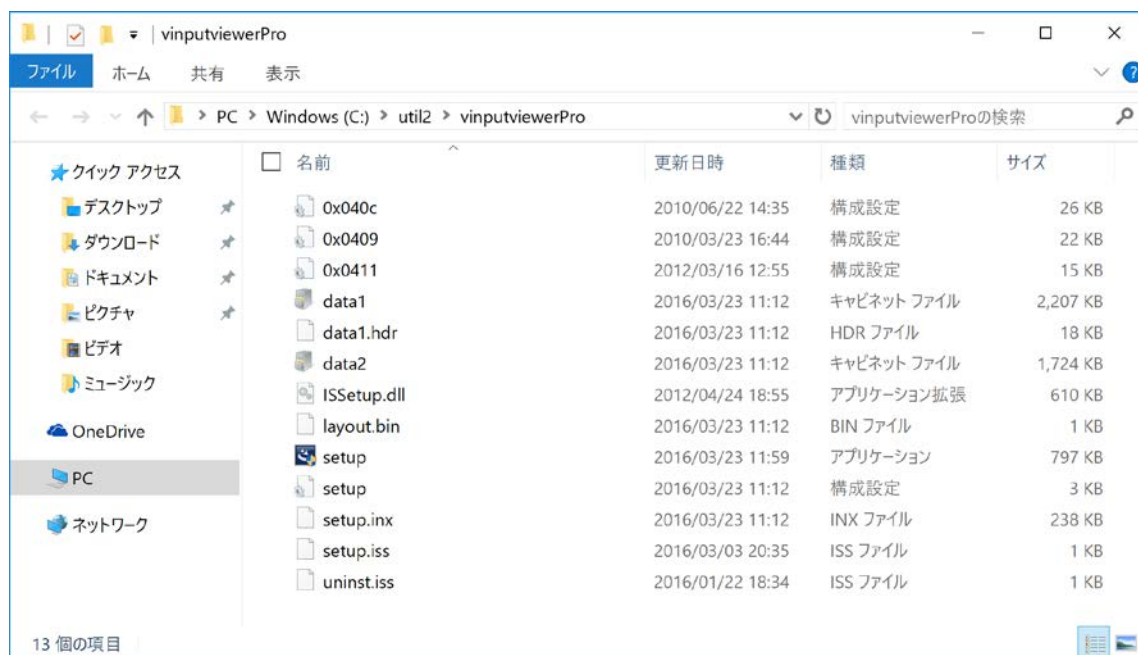 vinputviewerPro
ファイル ホーム 共有 表示
PC Windows (C:) util2 vinputviewerPro vinputviewerProの検索
名前 更新日時 種類 サイズ
クイック アクセス
デスクトップ
ダウンロード
ドキュメント
ピクチャ
ビデオ
ミュージック
OneDrive
PC
ネットワーク
0x040c 2010/06/22 14:35 構成設定 26 KB
0x0409 2010/03/23 16:44 構成設定 22 KB
0x0411 2012/03/16 12:55 構成設定 15 KB
data1 2016/03/23 11:12 キャビネット ファイル 2,207 KB
data1.hdr 2016/03/23 11:12 HDR ファイル 18 KB
data2 2016/03/23 11:12 キャビネット ファイル 1,724 KB
ISSetup.dll 2012/04/24 18:55 アプリケーション拡張 610 KB
layout.bin 2016/03/23 11:12 BIN ファイル 1 KB
setup 2016/03/23 11:59 アプリケーション 797 KB
setup 2016/03/23 11:12 構成設定 3 KB
setup.inx 2016/03/23 11:12 INX ファイル 238 KB
setup.iss 2016/03/03 20:35 ISS ファイル 1 KB
uninst.iss 2016/01/22 18:34 ISS ファイル 1 KB
13 個の項目